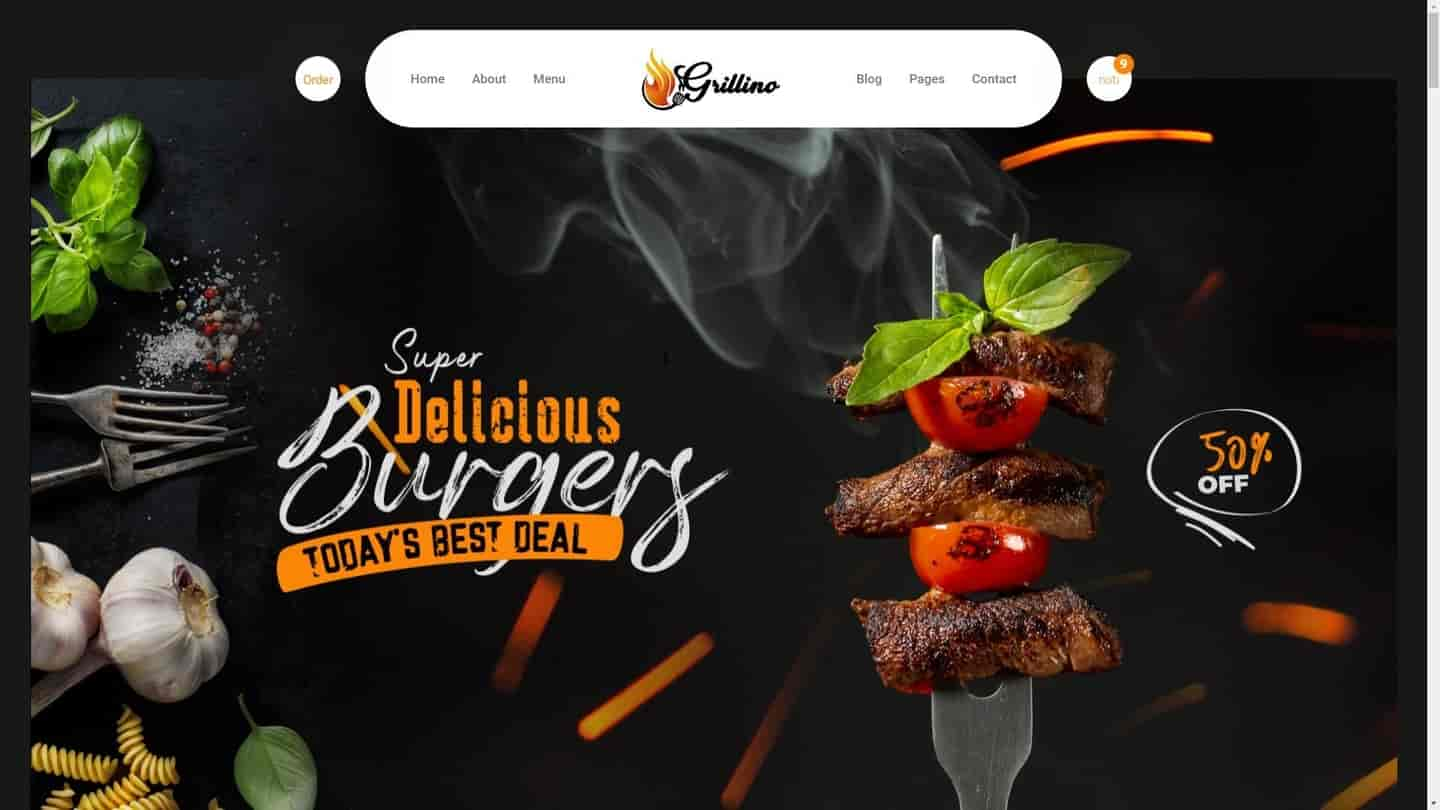 Order
Home About Menu Grillino Blog Pages Contact
noti 9
Super
Delicious
Burgers
TODAY'S BEST DEAL
50%
OFF